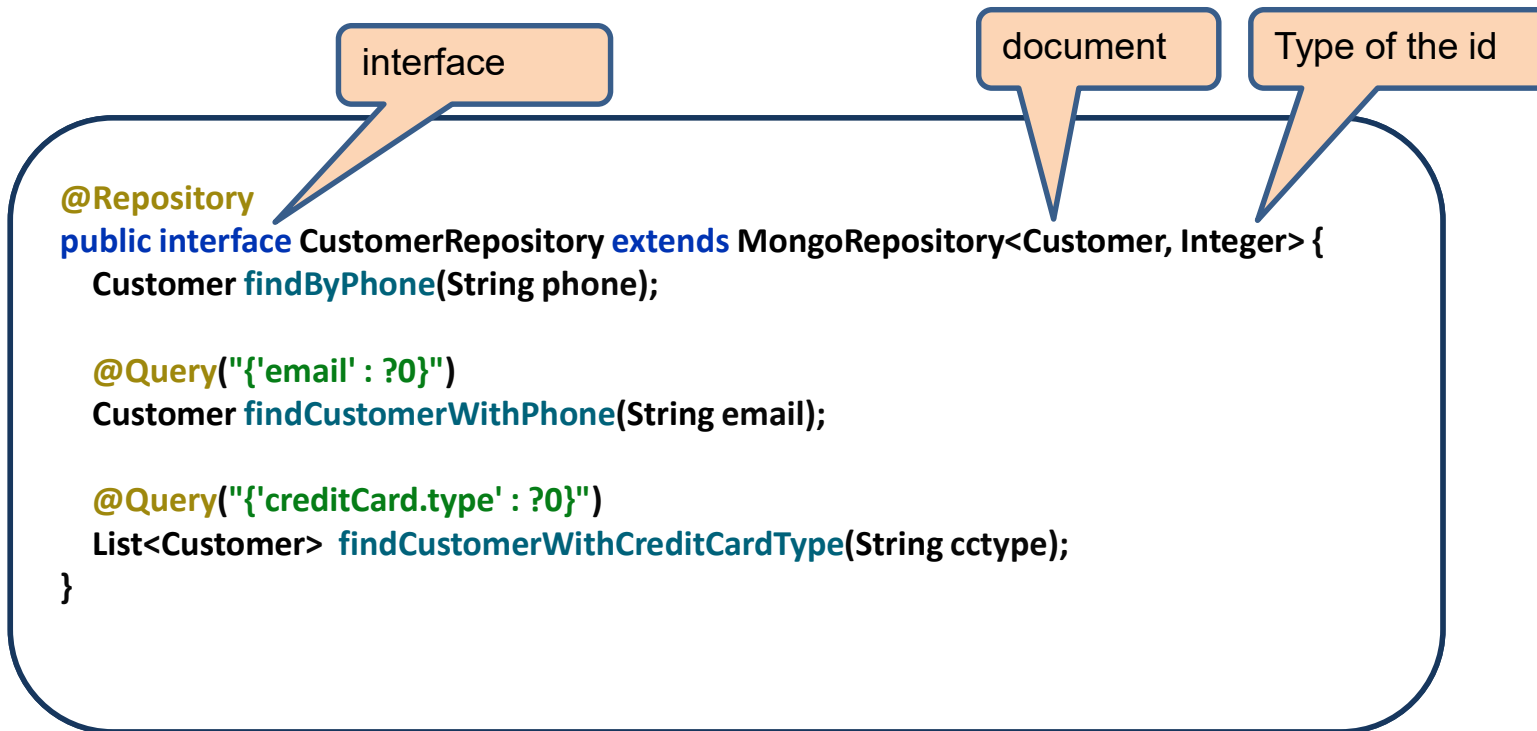 interface
document
Type of the id
@Repository
public interface CustomerRepository extends MongoRepository<Customer, Integer> {
Customer findByPhone(String phone);
@Query("{'email' : ?0}")
Customer findCustomerWithPhone(String email);
@Query("{'creditCard.type' : ?0}")
List<Customer> findCustomerWithCreditCardType(String cctype);
}